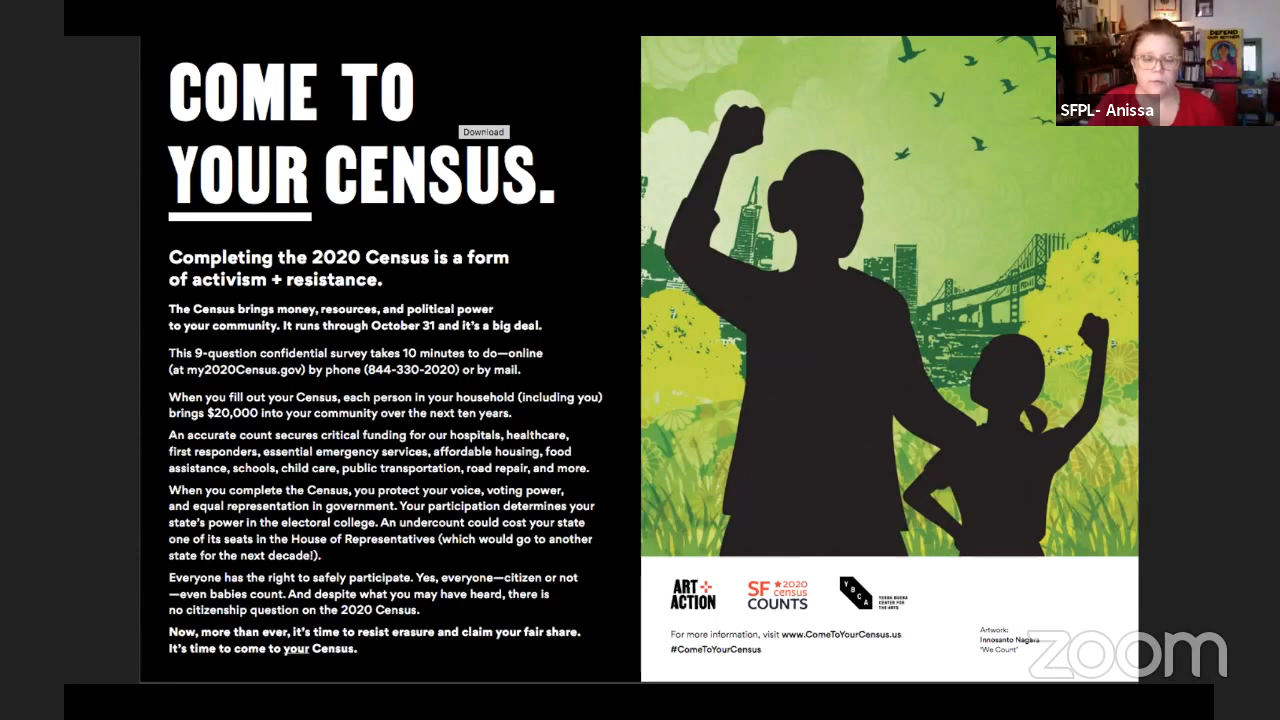 COME TO
Download
YOUR CENSUS.
Completing the 2020 Census is a form
of activism + resistance.
The Census brings money, resources, and political power
to your community. It runs through October 31 and it's a big deal.
This 9-question confidential survey takes 10 minutes to do—online
(at my2020Census.gov) by phone (844-330-2020) or by mail.
When you fill out your Census, each person in your household (including you)
brings $20,000 into your community over the next ten years.
An accurate count secures critical funding for our hospitals, healthcare,
first responders, essential emergency services, affordable housing, food
assistance, schools, child care, public transportation, road repair, and more.
When you complete the Census, you protect your voice, voting power,
and equal representation in government. Your participation determines your
state's power in the electoral college. An undercount could cost your state
one of its seats in the House of Representatives (which would go to another
state for the next decade!).
Everyone has the right to safely participate. Yes, everyone—citizen or not
—even babies count. And despite what you may have heard, there is
no citizenship question on the 2020 Census.
Now, more than ever, it's time to resist erasure and claim your fair share.
It's time to come to your Census.
ART +
ACTION
SF 2020
census
COUNTS
YBCA
YERBA BUENA
CENTER FOR
THE ARTS
For more information, visit www.ComeToYourCensus.us
#ComeToYourCensus
Artwork:
Innosanto Nagara
"We Count"
DEFEND
OUR MOTHER
SFPL- Anissa
zoom